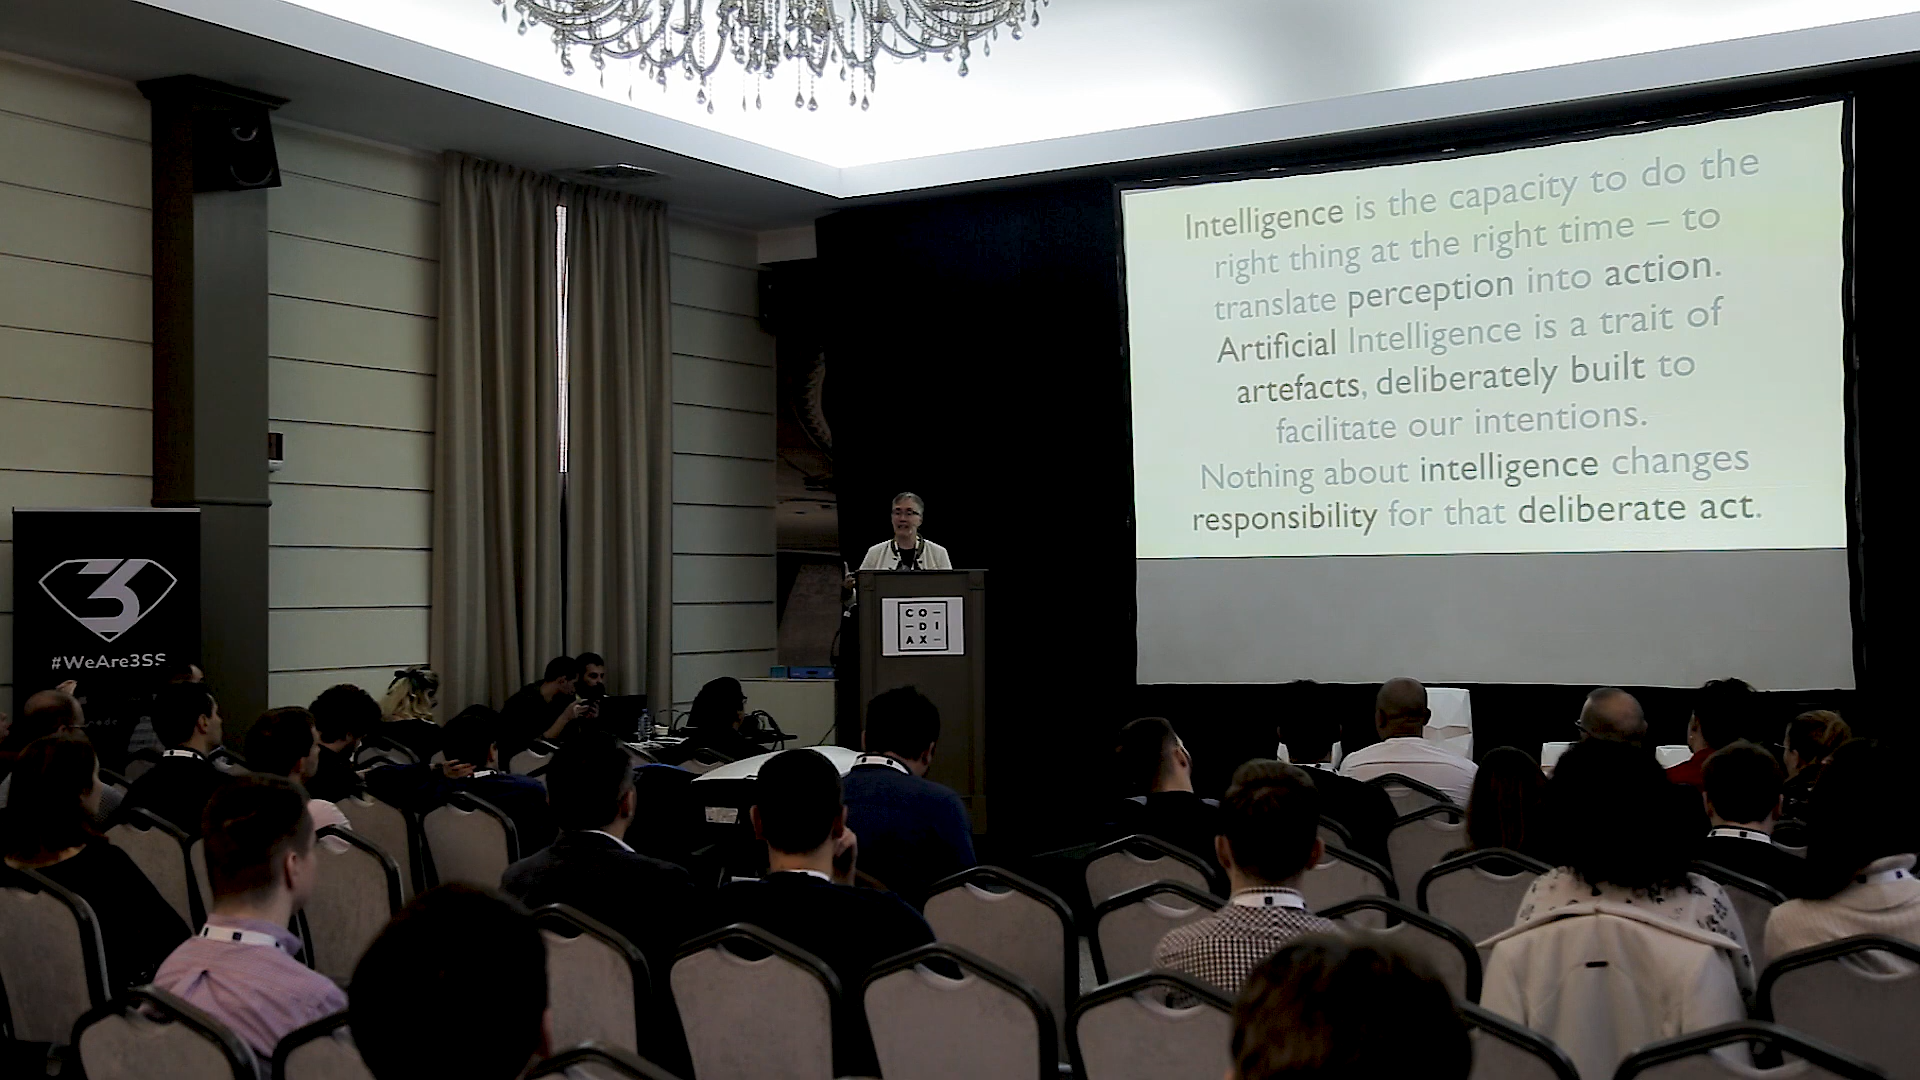 Intelligence is the capacity to do the
right thing at the right time – to
translate perception into action.
Artificial Intelligence is a trait of
artefacts, deliberately built to
facilitate our intentions.
Nothing about intelligence changes
responsibility for that deliberate act.
3
#WeAre3SS
CO–
–DI
AX–